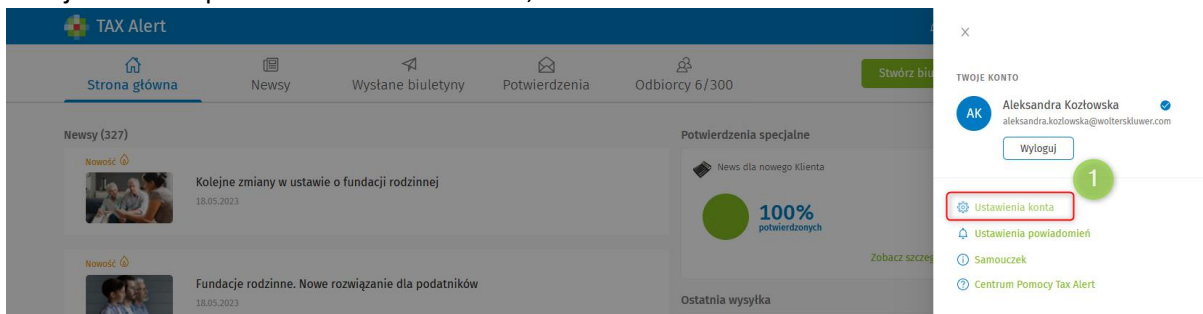 TAX Alert
Strona główna
Newsy
Wysłane biuletyny
Potwierdzenia
Odbiorcy 6/300
Stwórz biu
Newsy (327)
Nowość
Kolejne zmiany w ustawie o fundacji rodzinnej
18.05.2023
Nowość
Fundacje rodzinne. Nowe rozwiązanie dla podatników
18.05.2023
Potwierdzenia specjalne
News dla nowego Klienta
100%
potwierdzonych
Zobacz szczeg
Ostatnia wysyłka
TWOJE KONTO
AK
Aleksandra Kozłowska
aleksandra.kozlowska@wolterskluwer.com
Wyloguj
1
Ustawienia konta
Ustawienia powiadomień
Samouczek
Centrum Pomocy Tax Alert